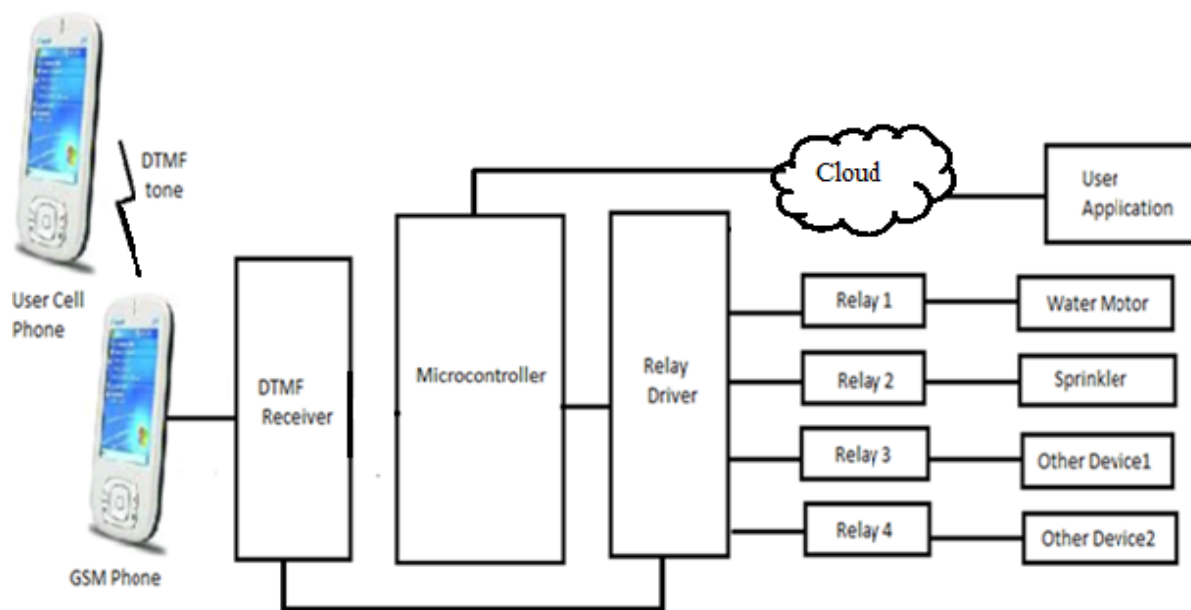 DTMF
tone
User Cell
Phone
GSM Phone
DTMF
Receiver
Microcontroller
Relay
Driver
Cloud
User
Application
Relay 1
Water Motor
Relay 2
Sprinkler
Relay 3
Other Device1
Relay 4
Other Device2